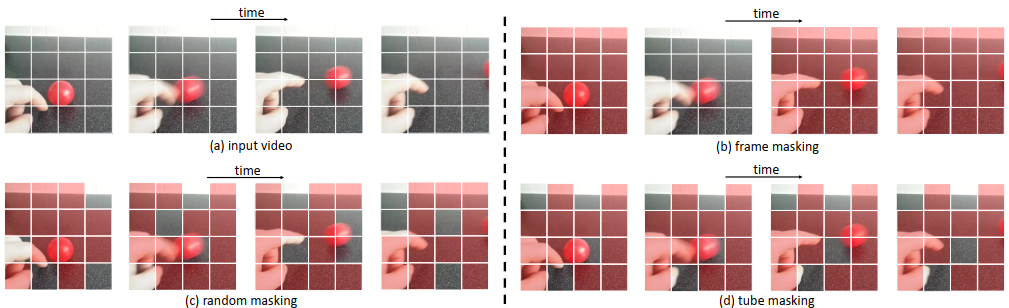 time
(a) input video
time
(b) frame masking
time
(c) random masking
time
(d) tube masking